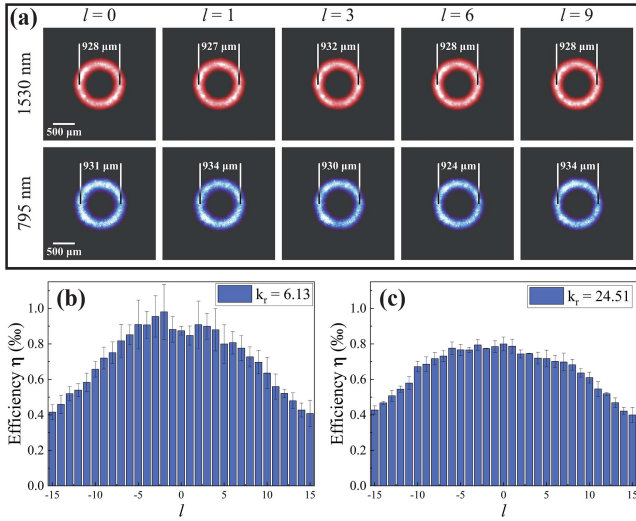 (a)
l = 0 l = 1 l = 3 l = 6 l = 9
1530 nm
928 μm 927 μm 932 μm 928 μm 928 μm
500 μm
795 nm
931 μm 934 μm 930 μm 924 μm 934 μm
500 μm
(b)
kr = 6.13
Efficiency η (‰)
1.0
0.8
0.6
0.4
0.2
0.0
-15 -10 -5 0 5 10 15
l
(c)
kr = 24.51
Efficiency η (‰)
1.0
0.8
0.6
0.4
0.2
0.0
-15 -10 -5 0 5 10 15
l